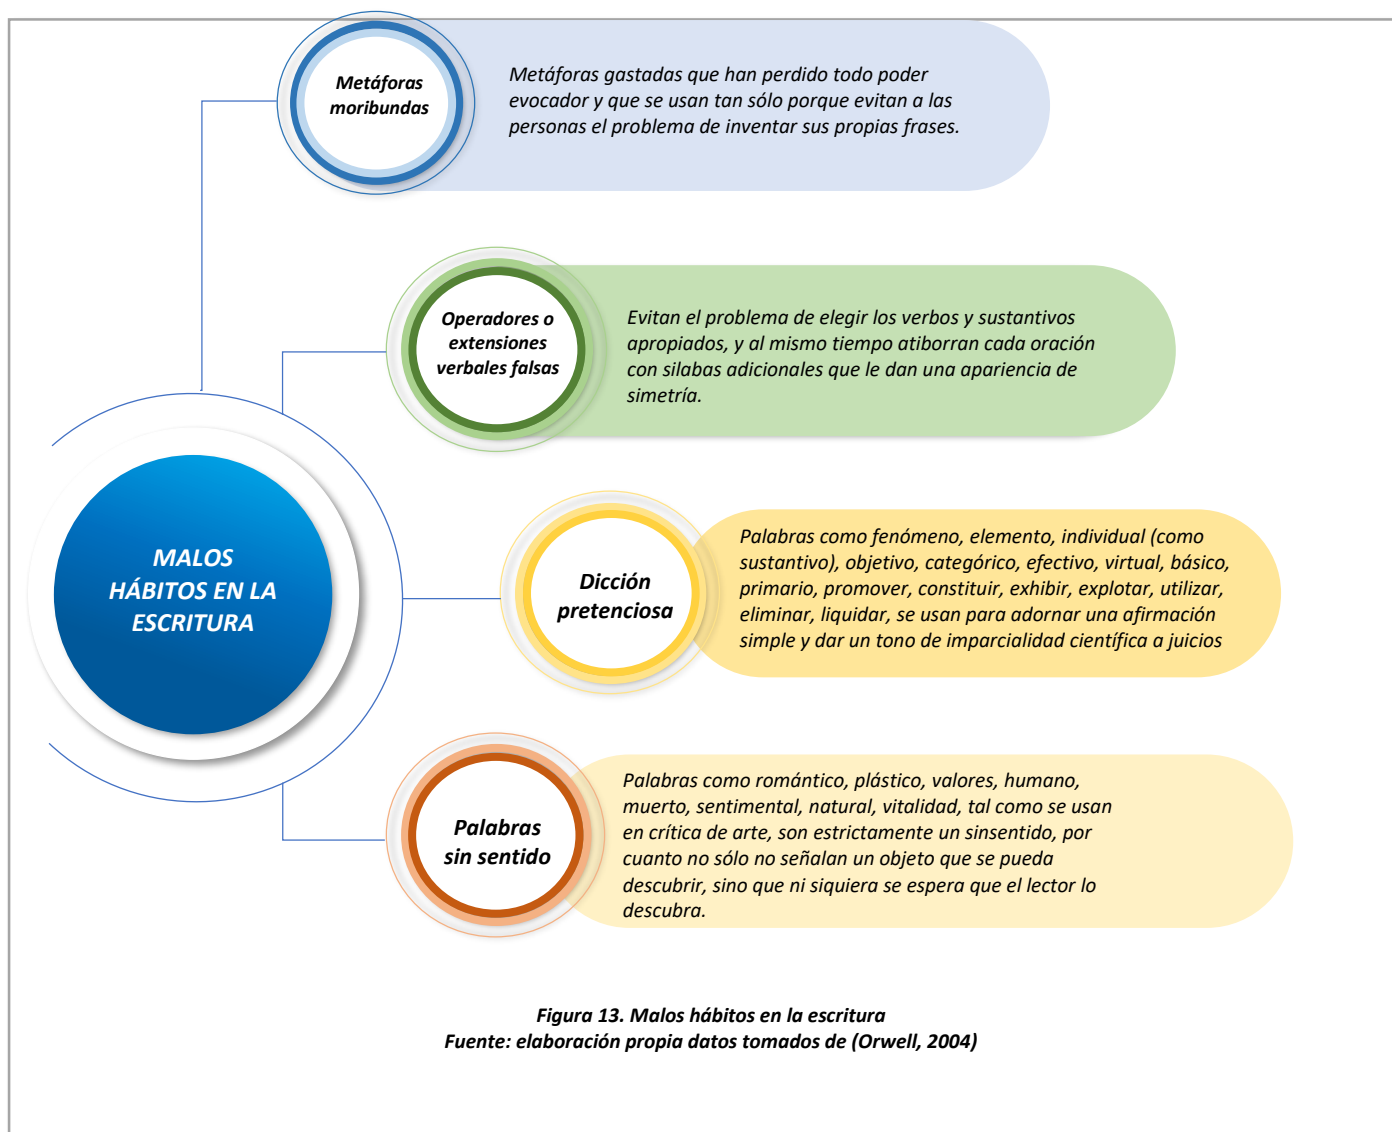 Metáforas
moribundas
Metáforas gastadas que han perdido todo poder
evocador y que se usan tan sólo porque evitan a las
personas el problema de inventar sus propias frases.
Operadores o
extensiones
verbales falsas
Evitan el problema de elegir los verbos y sustantivos
apropiados, y al mismo tiempo atiborran cada oración
con silabas adicionales que le dan una apariencia de
simetría.
MALOS
HÁBITOS EN LA
ESCRITURA
Dicción
pretenciosa
Palabras como fenómeno, elemento, individual (como
sustantivo), objetivo, categórico, efectivo, virtual, básico,
primario, promover, constituir, exhibir, explotar, utilizar,
eliminar, liquidar, se usan para adornar una afirmación
simple y dar un tono de imparcialidad científica a juicios
Palabras
sin sentido
Palabras como romántico, plástico, valores, humano,
muerto, sentimental, natural, vitalidad, tal como se usan
en crítica de arte, son estrictamente un sinsentido, por
cuanto no sólo no señalan un objeto que se pueda
descubrir, sino que ni siquiera se espera que el lector lo
descubra.
Figura 13. Malos hábitos en la escritura
Fuente: elaboración propia datos tomados de (Orwell, 2004)